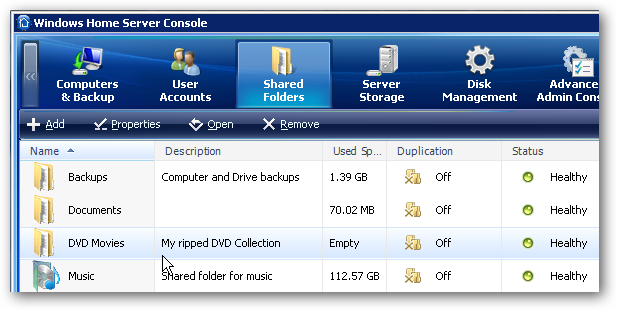 Windows Home Server Console
Computers & Backup
User Accounts
Shared Folders
Server Storage
Disk Management
Advance
Admin Cons
Add Properties Open Remove
Name Description Used Sp... Duplication Status
Backups Computer and Drive backups 1.39 GB Off Healthy
Documents 70.02 MB Off Healthy
DVD Movies My ripped DVD Collection Empty Off Healthy
Music Shared folder for music 112.57 GB Off Healthy